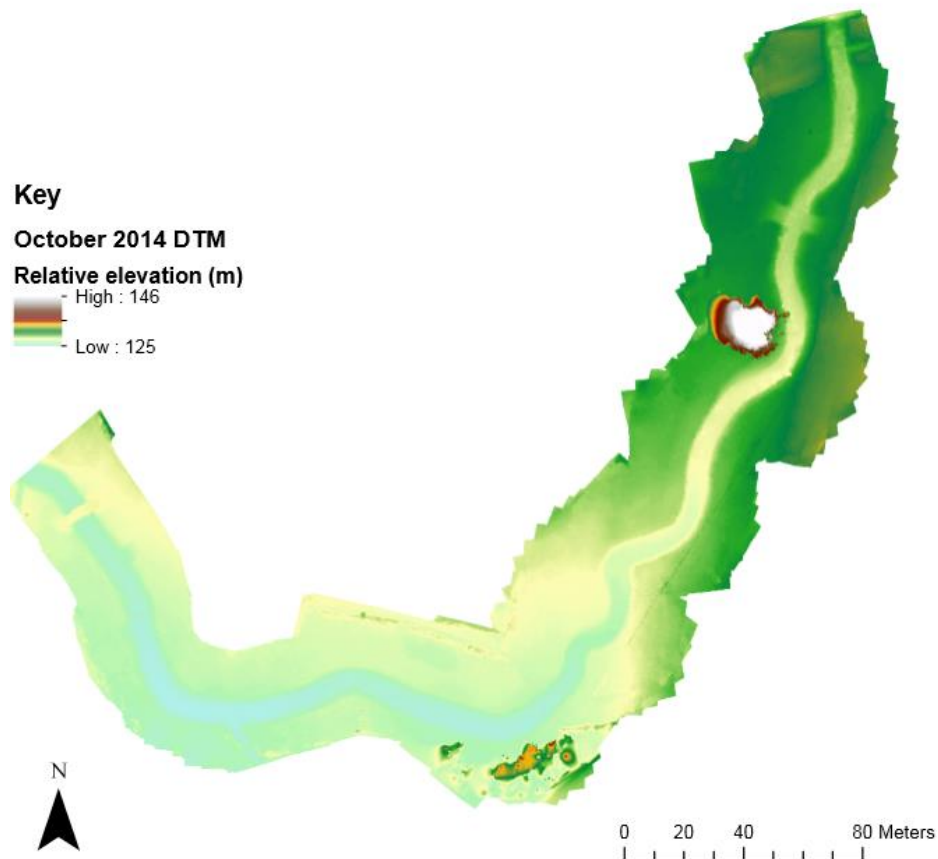 Key
October 2014 DTM
Relative elevation (m)
High : 146
Low : 125
N
0 20 40 80 Meters